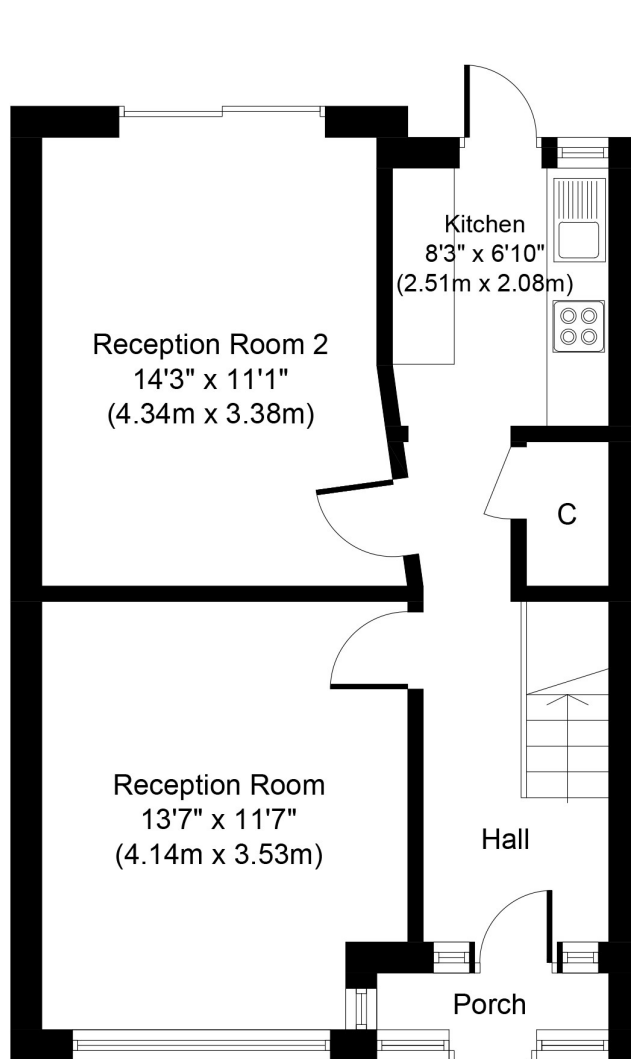 Kitchen
8'3" x 6'10"
(2.51m x 2.08m)
Reception Room 2
14'3" x 11'1"
(4.34m x 3.38m)
C
Reception Room
13'7" x 11'7"
(4.14m x 3.53m)
Hall
Porch